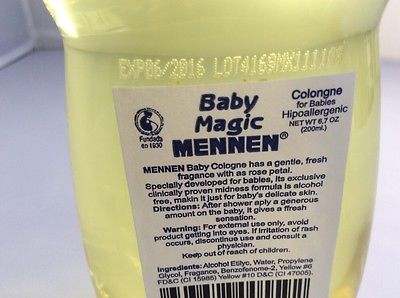 EXP06/2016 LOT4169MX1111
Baby
Magic
MENNEN®
Fundada
en 1930
Colongne
for Babies
Hipoallergenic
NET WT 6,7 OZ
(200mL)
MENNEN Baby Cologne has a gentle, fresh
fragance with as rose petal.
Specially developed for babies, its exclusive
clinically proven midness formula is alcohol
free, makin it just for baby's delicate skin.
Directions: After shower aply a generous
amount on the baby, it gives a ffresh
sensation.
Warning: For external use only, avoid
product getting into eyes. If irritation of rash
occurs, discontinue use and consult a
physician.
Keep out of reach of children.
Ingredients: Alcohol Etilyc, Water, Propylene
Glycol, Fragance, Benzofenome-2, Yellow #6
FD&C (CI 15985) Yellow #10 D&C (CI 47005).